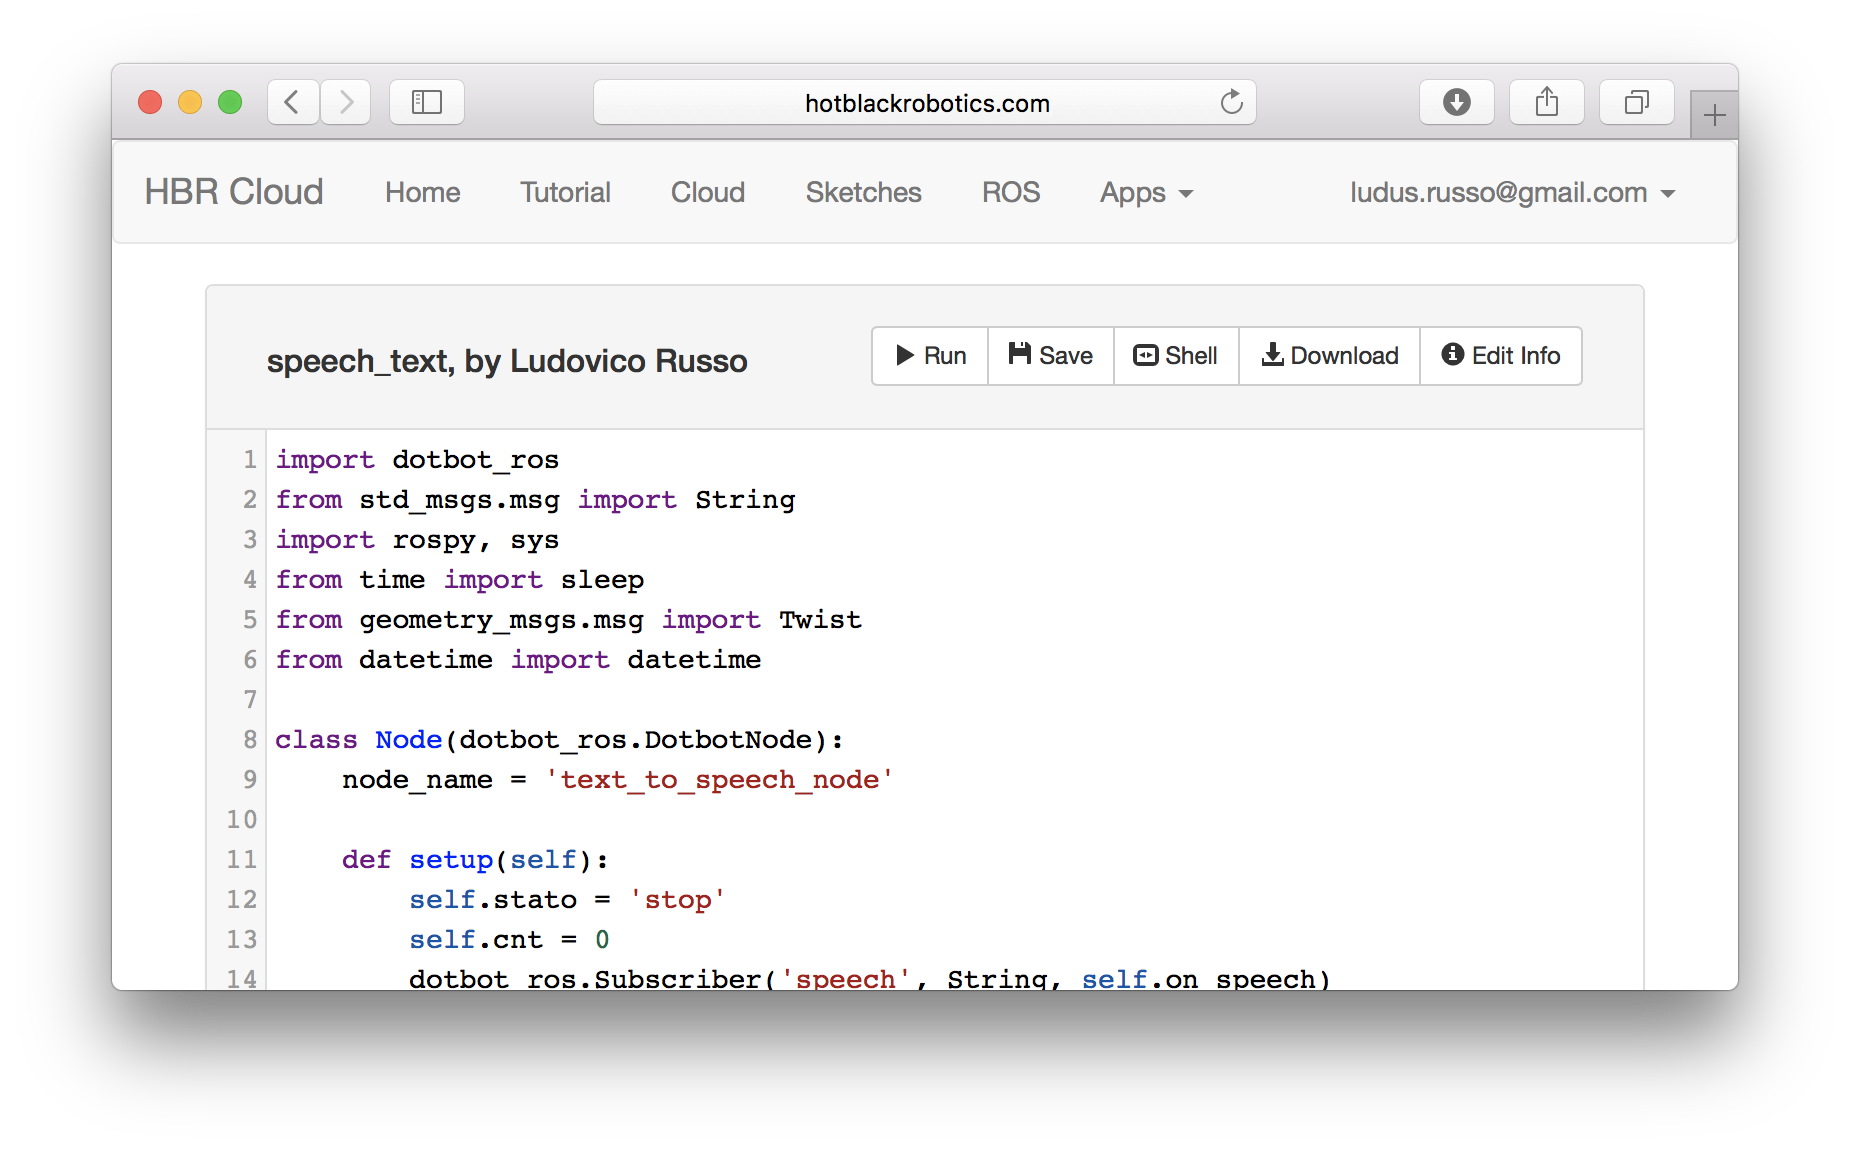 hotblackrobotics.com
HBR Cloud Home Tutorial Cloud Sketches ROS Apps ludus.russo@gmail.com
speech_text, by Ludovico Russo Run Save Shell Download Edit Info
1 import dotbot_ros
2 from std_msgs.msg import String
3 import rospy, sys
4 from time import sleep
5 from geometry_msgs.msg import Twist
6 from datetime import datetime
7
8 class Node(dotbot_ros.DotbotNode):
9     node_name = 'text_to_speech_node'
10
11     def setup(self):
12         self.stato = 'stop'
13         self.cnt = 0
14         dotbot_ros.Subscriber('speech', String, self.on_speech)